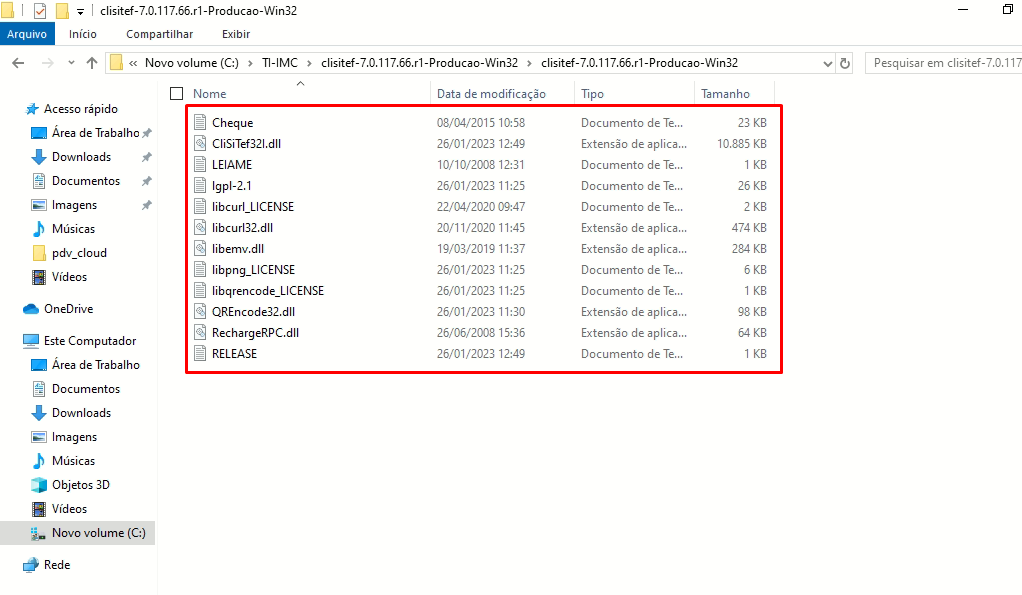 clisitef-7.0.117.66.r1-Producao-Win32
Arquivo Início Compartilhar Exibir
« Novo volume (C:) › TI-IMC › clisitef-7.0.117.66.r1-Producao-Win32 › clisitef-7.0.117.66.r1-Producao-Win32
Pesquisar em clisitef-7.0.117
Acesso rápido
Área de Trabalho
Downloads
Documentos
Imagens
Músicas
pdv_cloud
Vídeos
OneDrive
Este Computador
Área de Trabalho
Documentos
Downloads
Imagens
Músicas
Objetos 3D
Vídeos
Novo volume (C:)
Rede
Nome Data de modificação Tipo Tamanho
Cheque 08/04/2015 10:58 Documento de Te... 23 KB
CliSiTef32I.dll 26/01/2023 12:49 Extensão de aplica... 10.885 KB
LEIAME 10/10/2008 12:31 Documento de Te... 1 KB
lgpl-2.1 26/01/2023 11:25 Documento de Te... 26 KB
libcurl_LICENSE 22/04/2020 09:47 Documento de Te... 2 KB
libcurl32.dll 20/11/2020 11:45 Extensão de aplica... 474 KB
libemv.dll 19/03/2019 11:37 Extensão de aplica... 284 KB
libpng_LICENSE 26/01/2023 11:25 Documento de Te... 6 KB
libqrencode_LICENSE 26/01/2023 11:25 Documento de Te... 1 KB
QREncode32.dll 26/01/2023 11:30 Extensão de aplica... 98 KB
RechargeRPC.dll 26/06/2008 15:36 Extensão de aplica... 64 KB
RELEASE 26/01/2023 12:49 Documento de Te... 1 KB